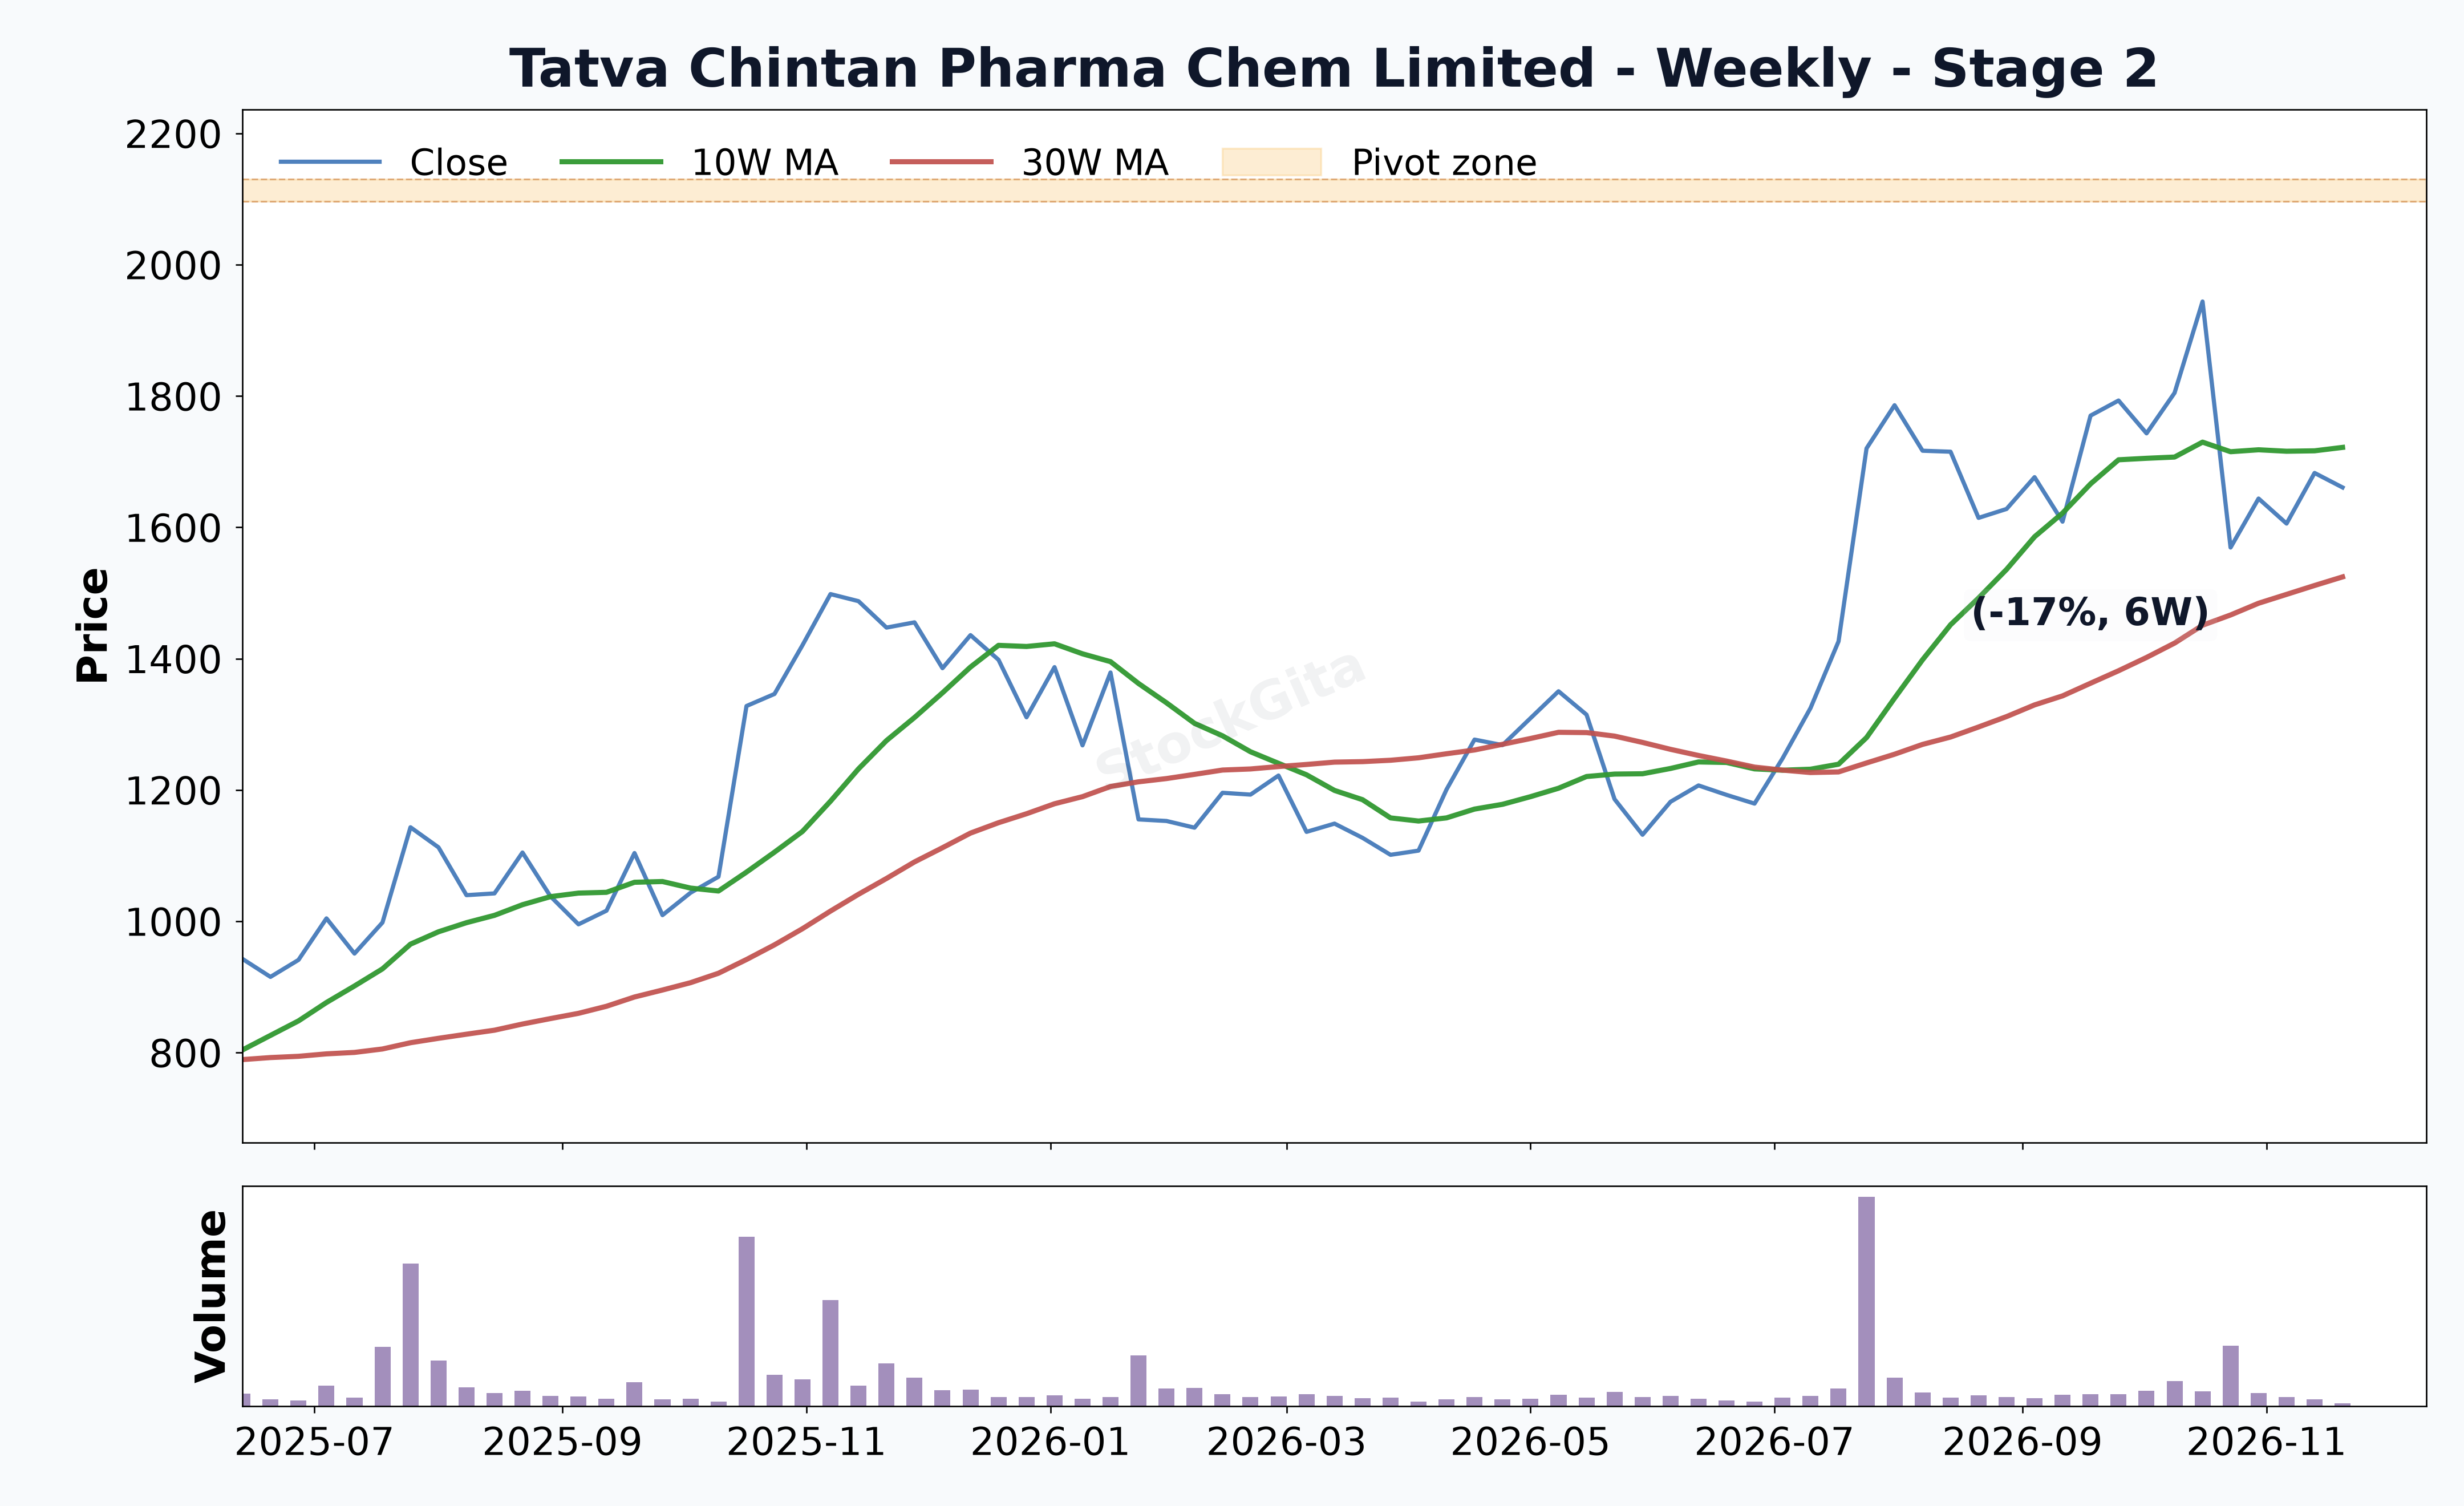 Tatva Chintan Pharma Chem Limited - Weekly - Stage 2
Close 10W MA 30W MA Pivot zone
2200
2000
1800
1600
1400
1200
1000
800
Price
(-17%, 6W)
StockGita
Volume
2025-07 2025-09 2025-11 2026-01 2026-03 2026-05 2026-07 2026-09 2026-11